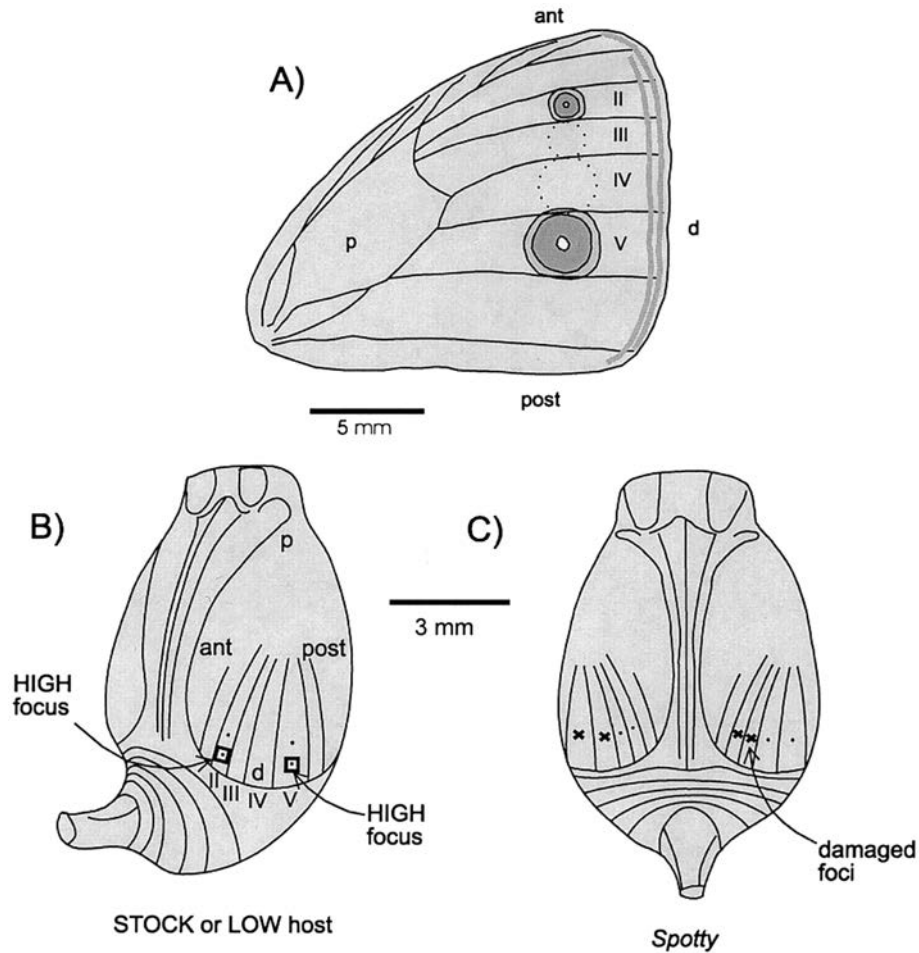 ant
A)
II
III
IV
p
V
d
post
5 mm
B)
p
ant
post
HIGH
focus
II
III
d
IV
V
HIGH
focus
STOCK or LOW host
3 mm
C)
damaged
foci
Spotty